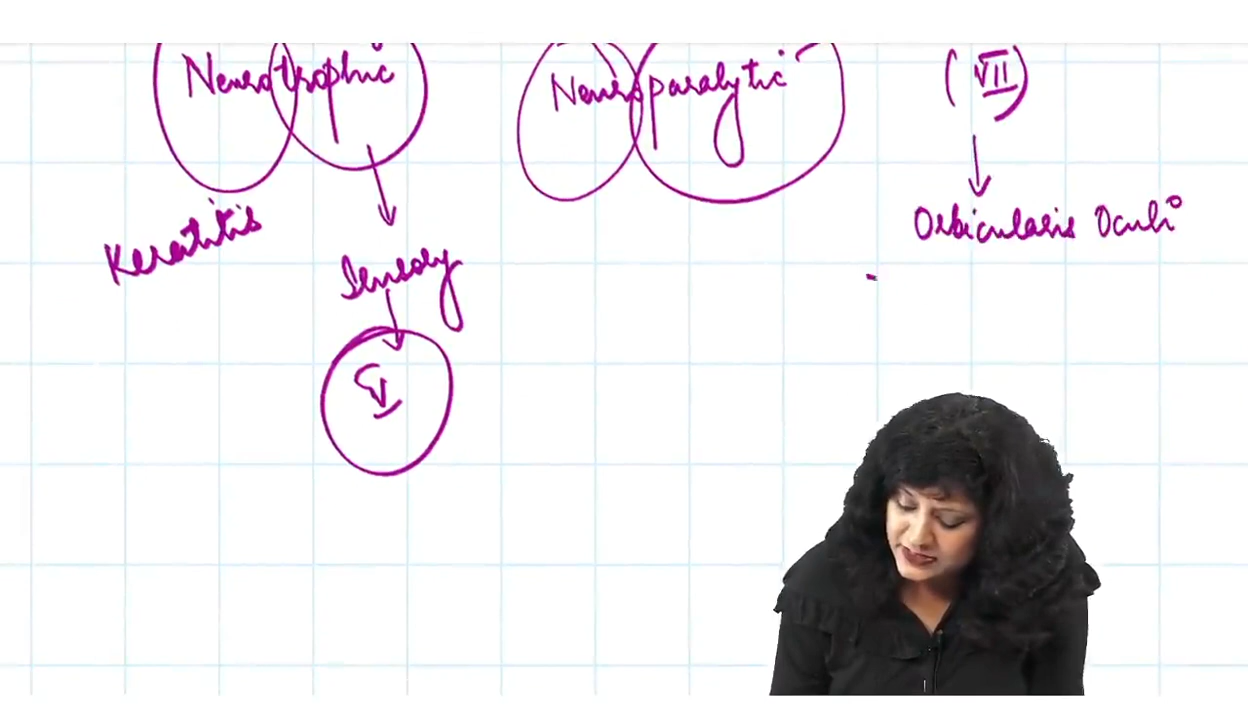 Neurotrophic Neuroparalytic (VII)
Keratitis
Orbicularis Oculi
Sensory
V